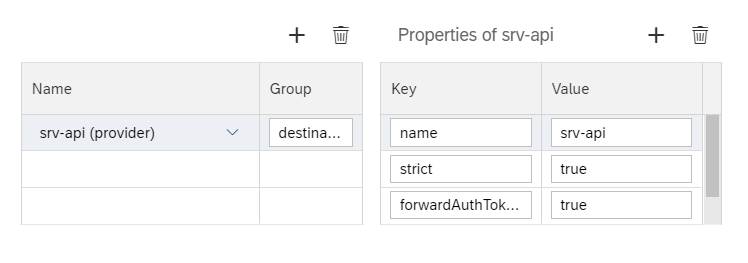 Properties of srv-api
Name Group
srv-api (provider) destina...
Key Value
name srv-api
strict true
forwardAuthTok... true